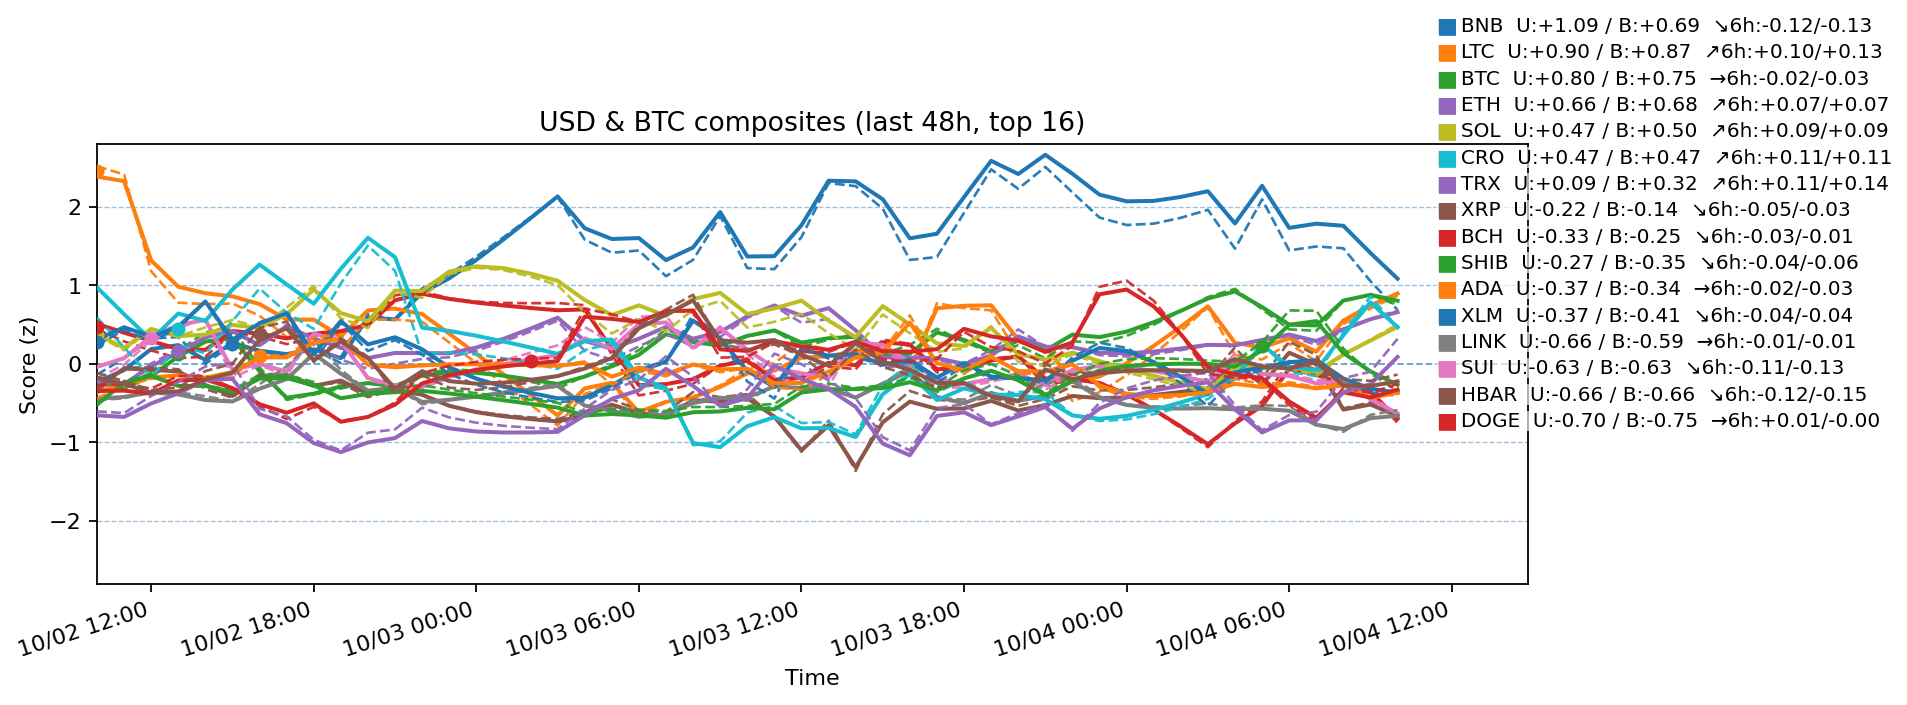 BNB  U:+1.09 / B:+0.69  ↘6h:-0.12/-0.13
LTC  U:+0.90 / B:+0.87  ↗6h:+0.10/+0.13
BTC  U:+0.80 / B:+0.75  →6h:-0.02/-0.03
ETH  U:+0.66 / B:+0.68  ↗6h:+0.07/+0.07
SOL  U:+0.47 / B:+0.50  ↗6h:+0.09/+0.09
CRO  U:+0.47 / B:+0.47  ↗6h:+0.11/+0.11
TRX  U:+0.09 / B:+0.32  ↗6h:+0.11/+0.14
XRP  U:-0.22 / B:-0.14  ↘6h:-0.05/-0.03
BCH  U:-0.33 / B:-0.25  ↘6h:-0.03/-0.01
SHIB  U:-0.27 / B:-0.35  ↘6h:-0.04/-0.06
ADA  U:-0.37 / B:-0.34  →6h:-0.02/-0.03
XLM  U:-0.37 / B:-0.41  ↘6h:-0.04/-0.04
LINK  U:-0.66 / B:-0.59  →6h:-0.01/-0.01
SUI  U:-0.63 / B:-0.63  ↘6h:-0.11/-0.13
HBAR  U:-0.66 / B:-0.66  ↘6h:-0.12/-0.15
DOGE  U:-0.70 / B:-0.75  →6h:+0.01/-0.00
USD & BTC composites (last 48h, top 16)
Score (z)
2
1
0
−1
−2
10/02 12:00
10/02 18:00
10/03 00:00
10/03 06:00
10/03 12:00
10/03 18:00
10/04 00:00
10/04 06:00
10/04 12:00
Time